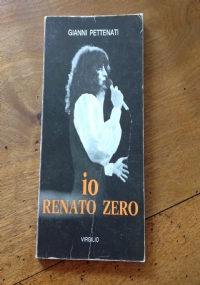 GIANNI PETTENATI
io
RENATO ZERO
VIRGILIO